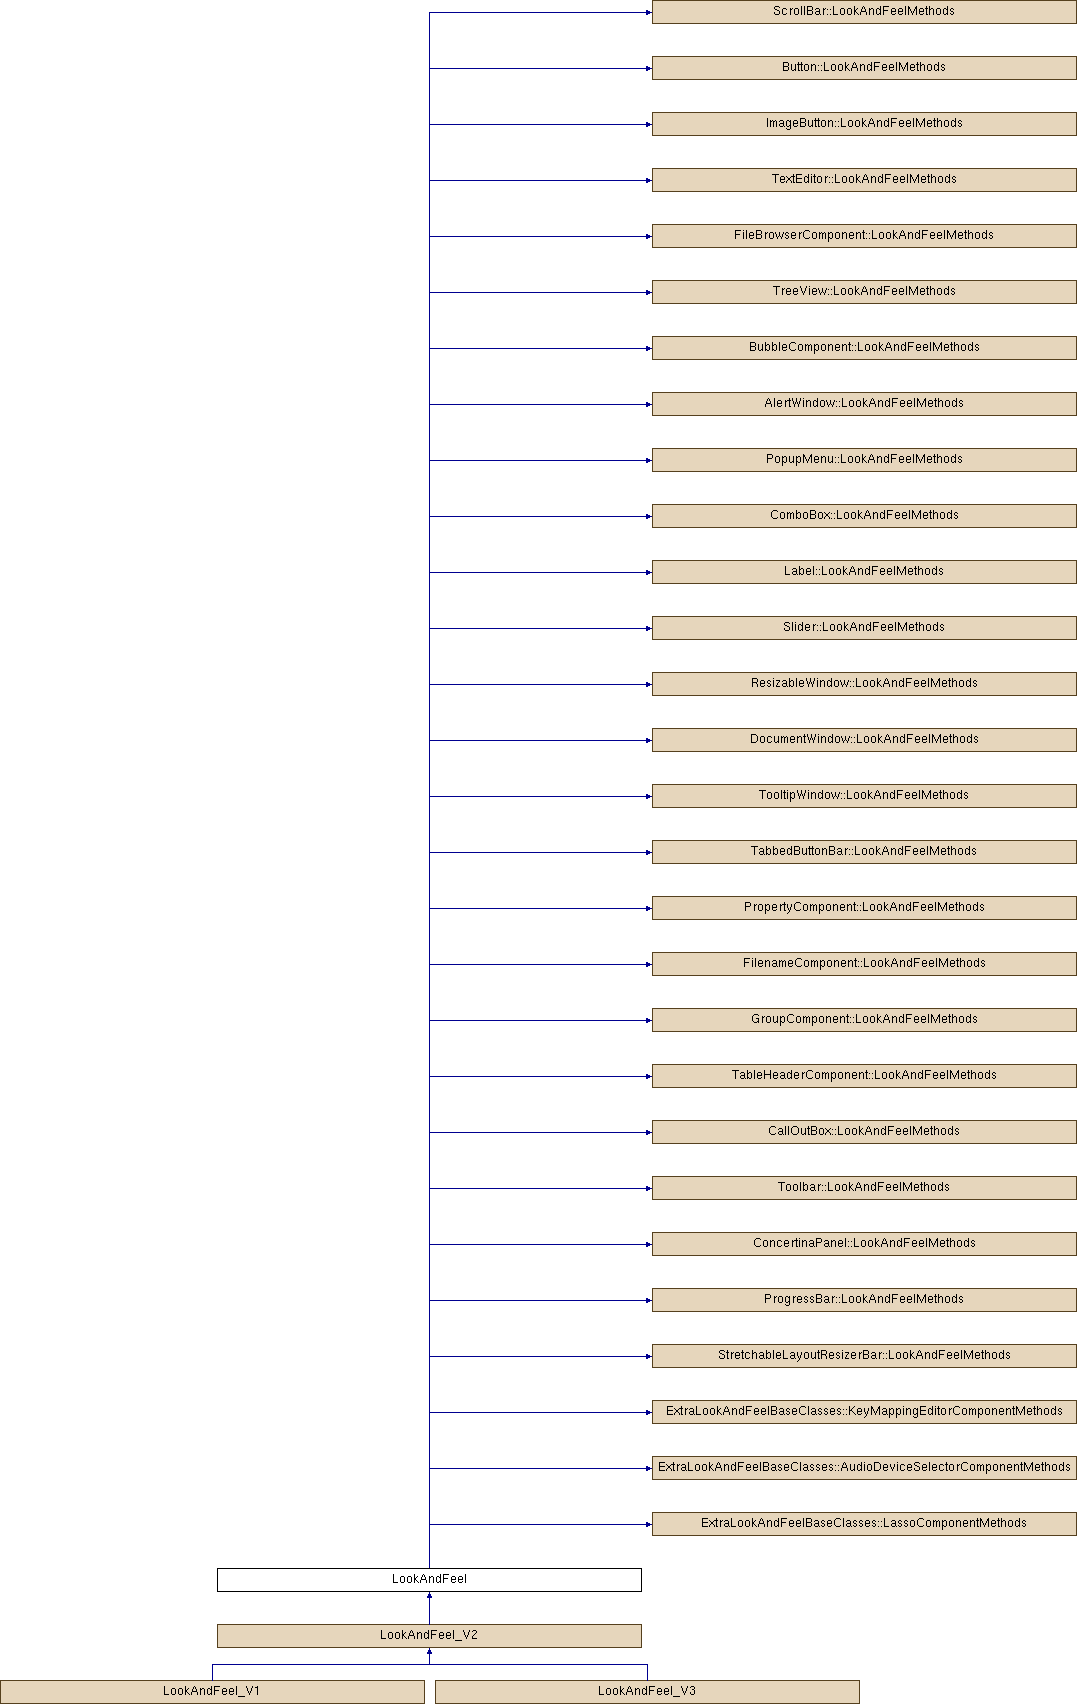 ScrollBar::LookAndFeelMethods
Button::LookAndFeelMethods
ImageButton::LookAndFeelMethods
TextEditor::LookAndFeelMethods
FileBrowserComponent::LookAndFeelMethods
TreeView::LookAndFeelMethods
BubbleComponent::LookAndFeelMethods
AlertWindow::LookAndFeelMethods
PopupMenu::LookAndFeelMethods
ComboBox::LookAndFeelMethods
Label::LookAndFeelMethods
Slider::LookAndFeelMethods
ResizableWindow::LookAndFeelMethods
DocumentWindow::LookAndFeelMethods
TooltipWindow::LookAndFeelMethods
TabbedButtonBar::LookAndFeelMethods
PropertyComponent::LookAndFeelMethods
FilenameComponent::LookAndFeelMethods
GroupComponent::LookAndFeelMethods
TableHeaderComponent::LookAndFeelMethods
CallOutBox::LookAndFeelMethods
Toolbar::LookAndFeelMethods
ConcertinaPanel::LookAndFeelMethods
ProgressBar::LookAndFeelMethods
StretchableLayoutResizerBar::LookAndFeelMethods
ExtraLookAndFeelBaseClasses::KeyMappingEditorComponentMethods
ExtraLookAndFeelBaseClasses::AudioDeviceSelectorComponentMethods
ExtraLookAndFeelBaseClasses::LassoComponentMethods
LookAndFeel
LookAndFeel_V2
LookAndFeel_V1
LookAndFeel_V3